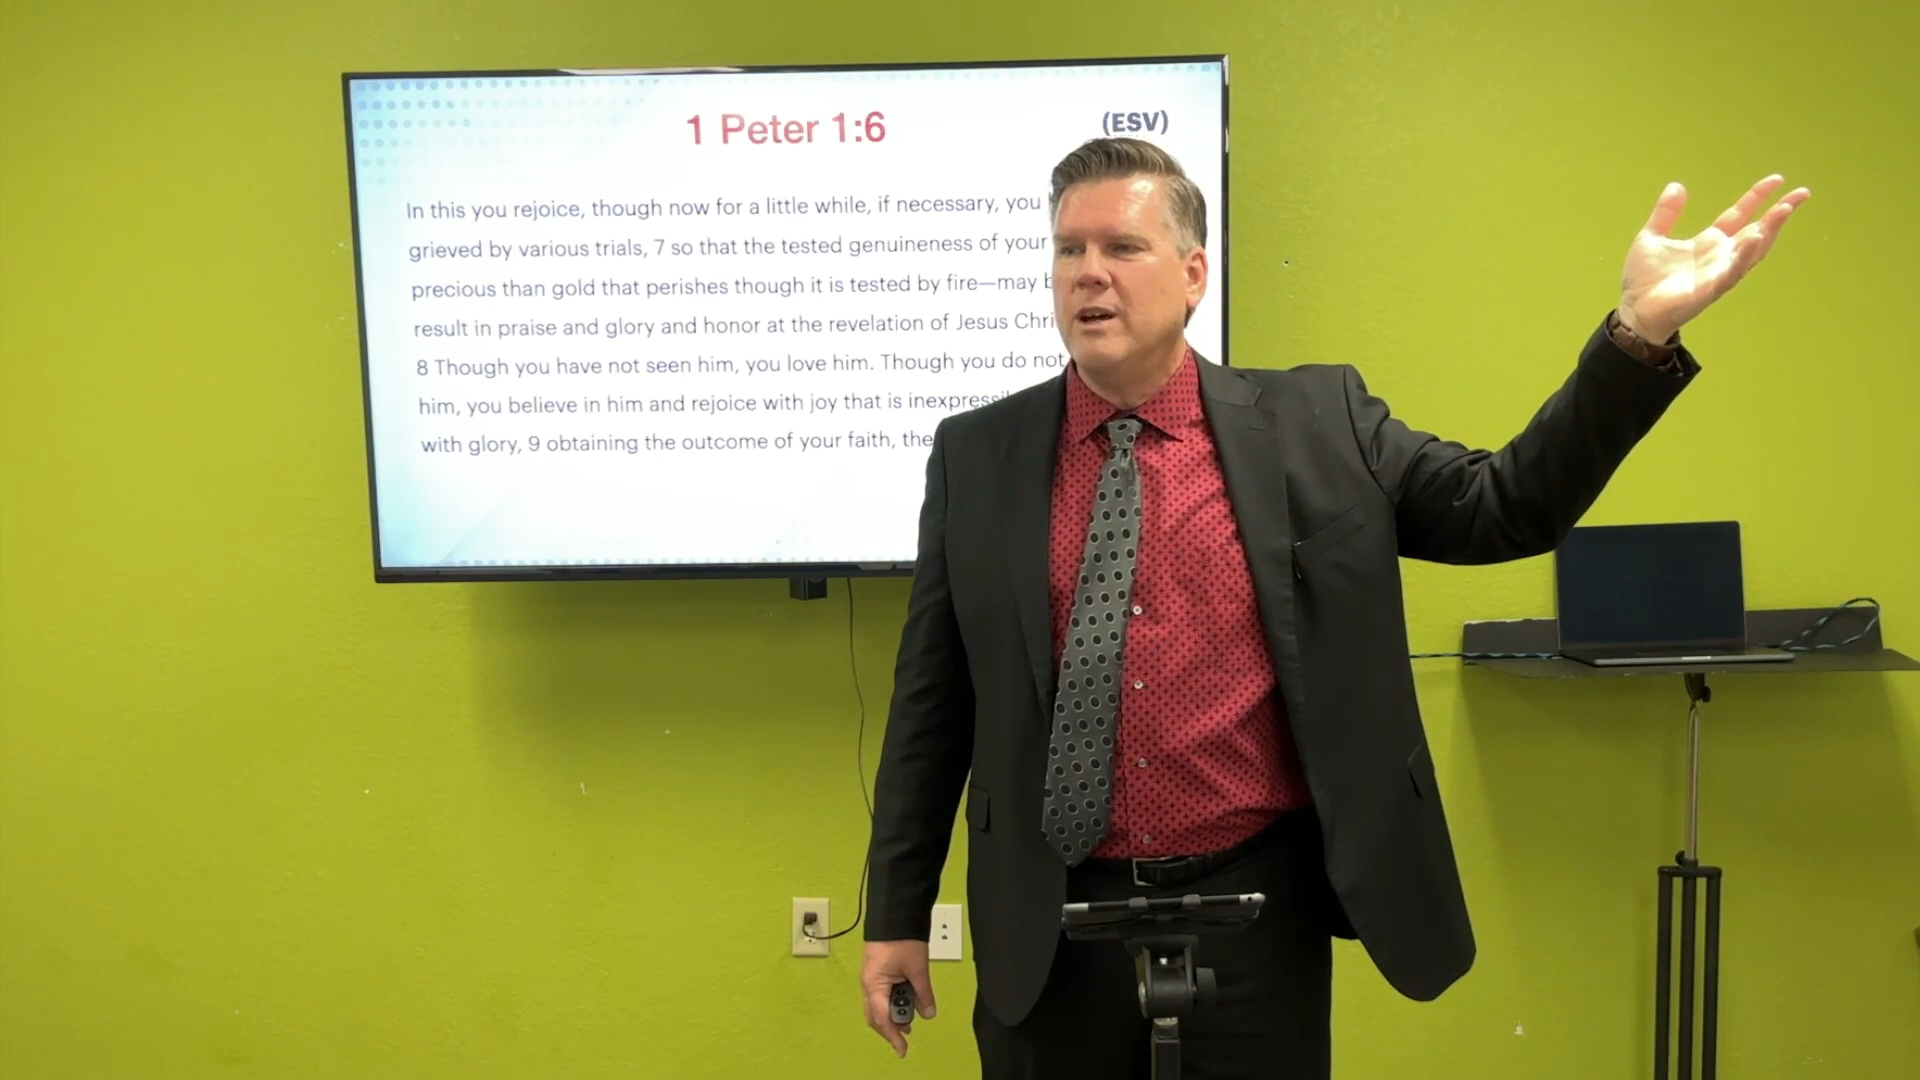 1 Peter 1:6
(ESV)
In this you rejoice, though now for a little while, if necessary, you
grieved by various trials, 7 so that the tested genuineness of your
precious than gold that perishes though it is tested by fire—may
result in praise and glory and honor at the revelation of Jesus Chri
8 Though you have not seen him, you love him. Though you do not
him, you believe in him and rejoice with joy that is inexpressi
with glory, 9 obtaining the outcome of your faith, the